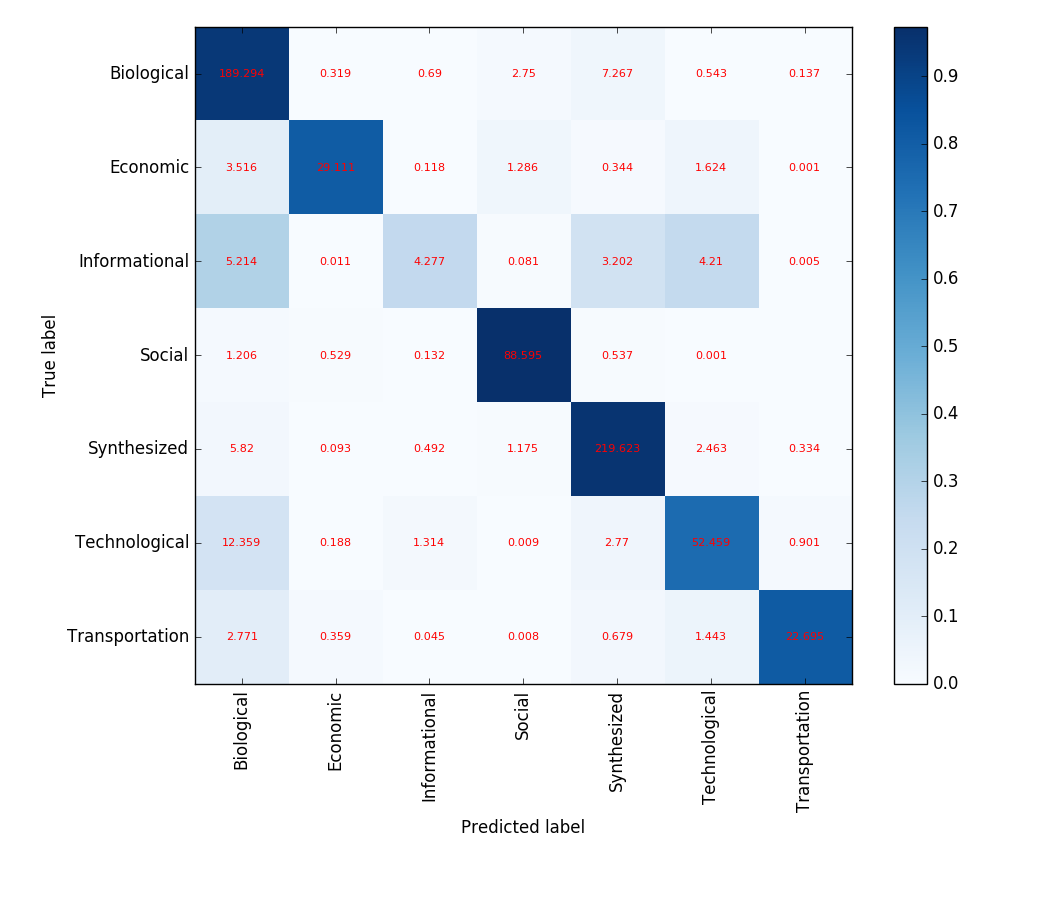 Biological 189.294 0.319 0.69 2.75 7.267 0.543 0.137
Economic 3.516 0.118 1.286 0.344 1.624 0.001
Informational 5.214 0.011 4.277 0.081 3.202 4.21 0.005
Social 1.206 0.529 0.132 88.595 0.537 0.001
Synthesized 5.82 0.093 0.492 1.175 219.623 2.463 0.334
Technological 12.359 0.188 1.314 0.009 2.77 52.459 0.901
Transportation 2.771 0.359 0.045 0.008 0.679 1.443
True label
Biological Economic Informational Social Synthesized Technological Transportation
Predicted label
0.9
0.8
0.7
0.6
0.5
0.4
0.3
0.2
0.1
0.0